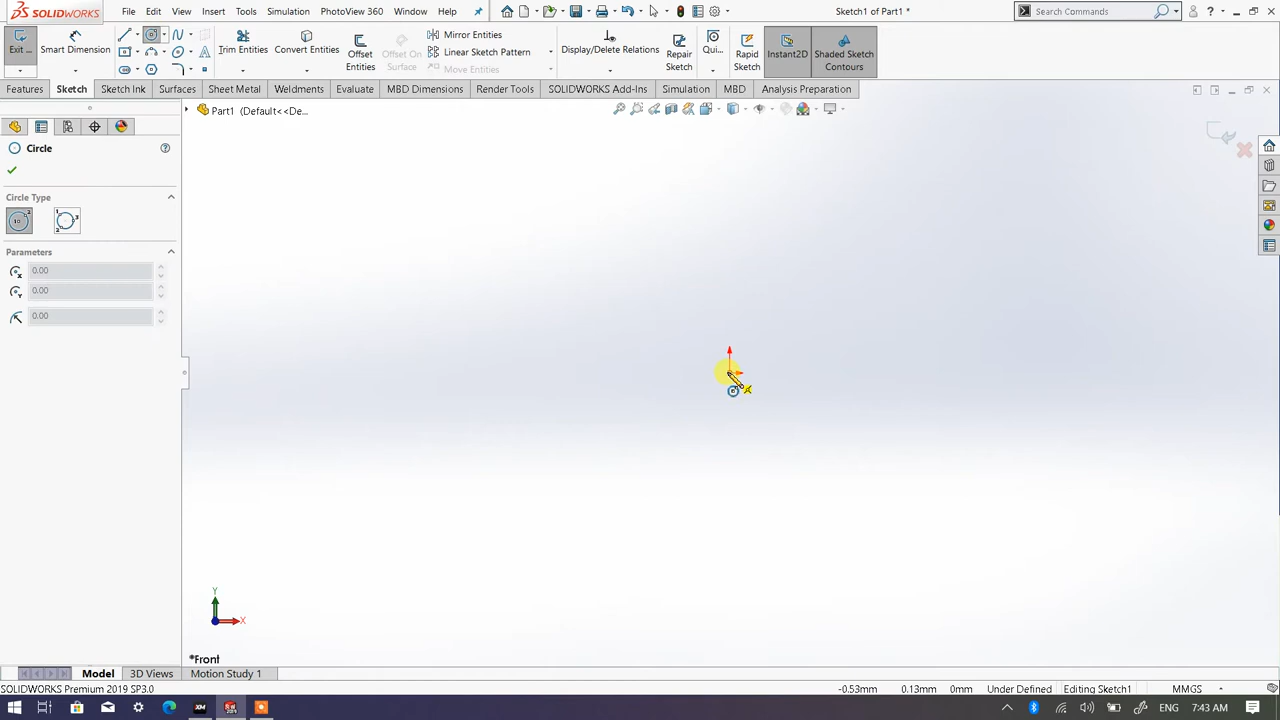 SOLIDWORKS File Edit View Insert Tools Simulation PhotoView 360 Window Help Sketch1 of Part1 * Search Commands
Exit ... Smart Dimension Trim Entities Convert Entities Offset Entities Offset On Surface Mirror Entities Linear Sketch Pattern Move Entities Display/Delete Relations Qui... Repair Sketch Rapid Sketch Instant2D Shaded Sketch Contours
Features Sketch Sketch Ink Surfaces Sheet Metal Weldments Evaluate MBD Dimensions Render Tools SOLIDWORKS Add-Ins Simulation MBD Analysis Preparation
Part1 (Default<<De...
Circle
Circle Type
Parameters
0.00
0.00
0.00
Y
X
*Front
Model 3D Views Motion Study 1
SOLIDWORKS Premium 2019 SP3.0 -0.53mm 0.13mm 0mm Under Defined Editing Sketch1 MMGS
ENG 7:43 AM